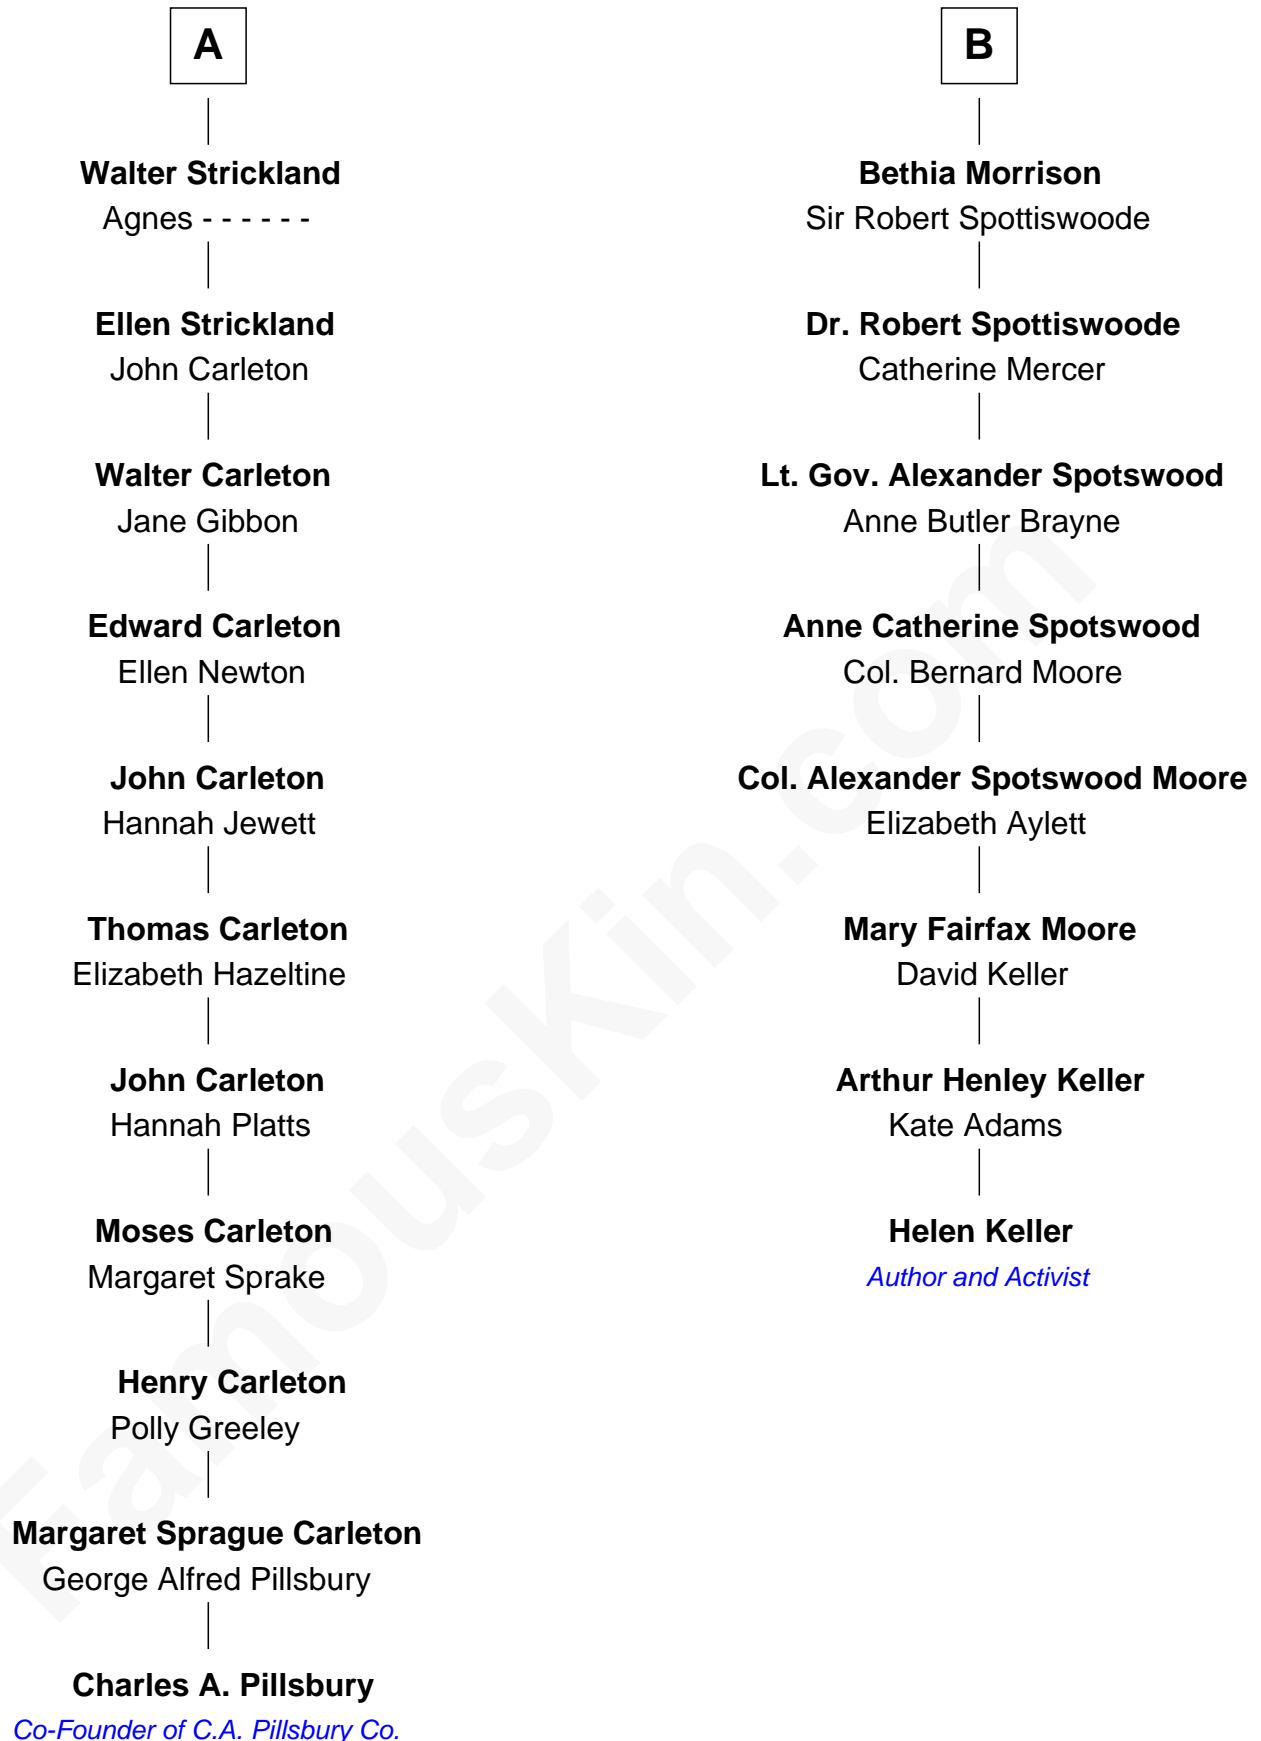 A
Walter Strickland
Agnes - - - - - -
Ellen Strickland
John Carleton
Walter Carleton
Jane Gibbon
Edward Carleton
Ellen Newton
John Carleton
Hannah Jewett
Thomas Carleton
Elizabeth Hazeltine
John Carleton
Hannah Platts
Moses Carleton
Margaret Sprake
Henry Carleton
Polly Greeley
Margaret Sprague Carleton
George Alfred Pillsbury
Charles A. Pillsbury
Co-Founder of C.A. Pillsbury Co.
B
Bethia Morrison
Sir Robert Spottiswoode
Dr. Robert Spottiswoode
Catherine Mercer
Lt. Gov. Alexander Spotswood
Anne Butler Brayne
Anne Catherine Spotswood
Col. Bernard Moore
Col. Alexander Spotswood Moore
Elizabeth Aylett
Mary Fairfax Moore
David Keller
Arthur Henley Keller
Kate Adams
Helen Keller
Author and Activist
FamousKin.com